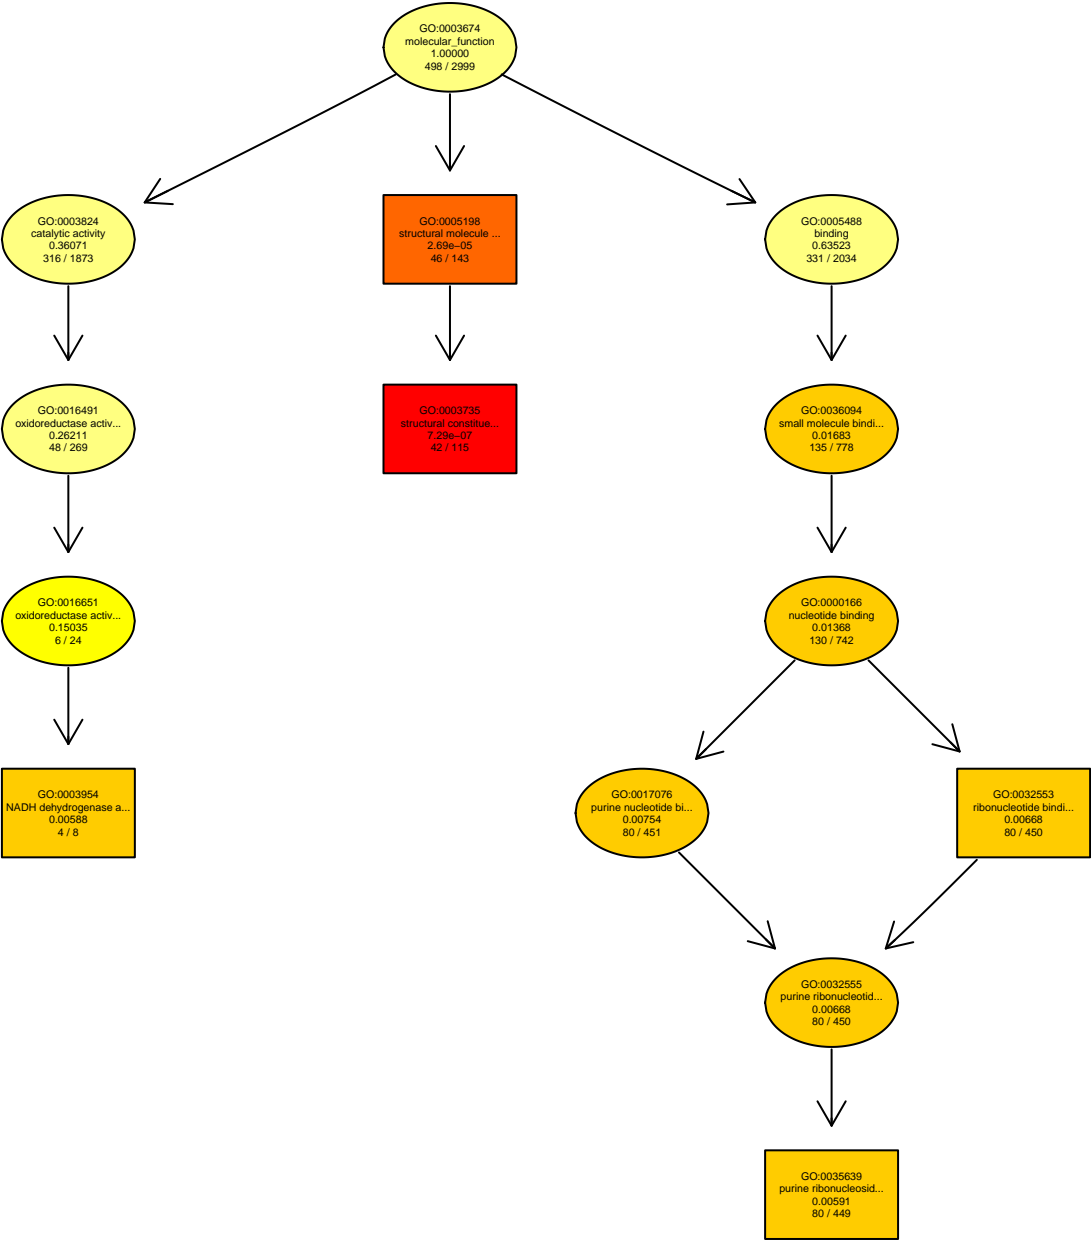 GO:0003674
molecular_function
1.00000
498 / 2999
GO:0003824
catalytic activity
0.36071
316 / 1873
GO:0005198
structural molecule ...
2.69e−05
46 / 143
GO:0005488
binding
0.63523
331 / 2034
GO:0016491
oxidoreductase activ...
0.26211
48 / 269
GO:0003735
structural constitue...
7.29e−07
42 / 115
GO:0036094
small molecule bindi...
0.01683
135 / 778
GO:0016651
oxidoreductase activ...
0.15035
6 / 24
GO:0000166
nucleotide binding
0.01368
130 / 742
GO:0003954
NADH dehydrogenase a...
0.00588
4 / 8
GO:0017076
purine nucleotide bi...
0.00754
80 / 451
GO:0032553
ribonucleotide bindi...
0.00668
80 / 450
GO:0032555
purine ribonucleotid...
0.00668
80 / 450
GO:0035639
purine ribonucleosid...
0.00591
80 / 449